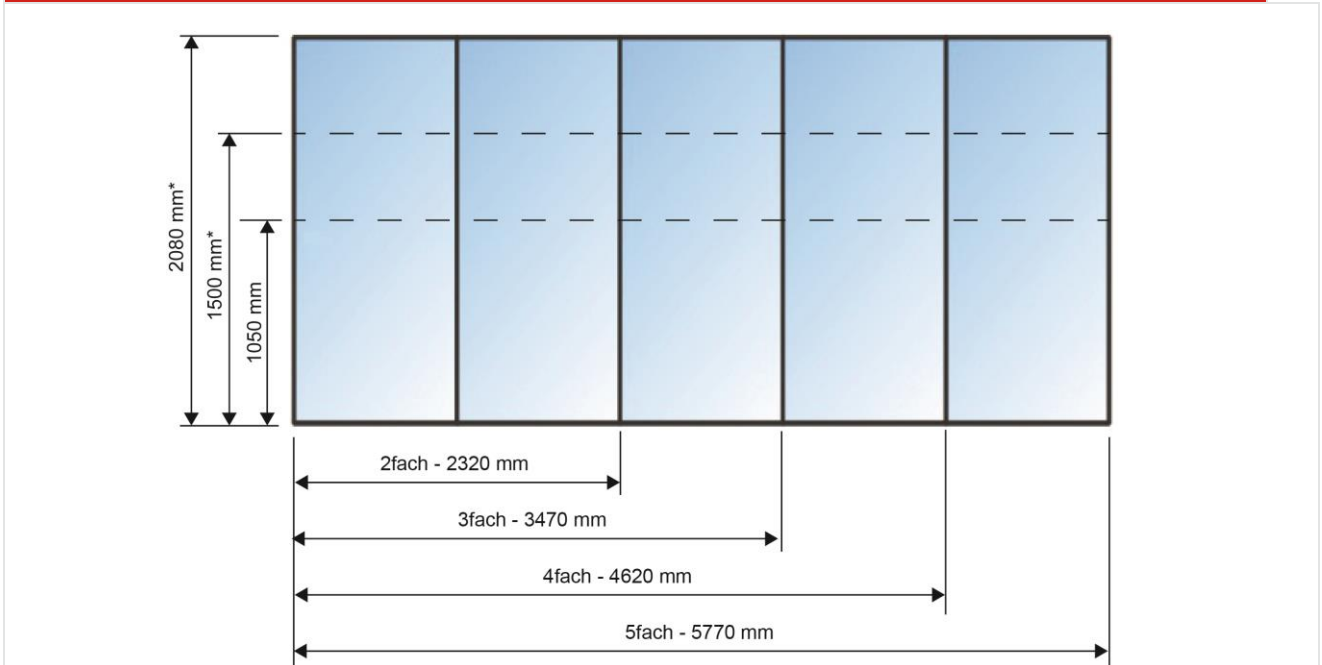 2080 mm*
1500 mm*
1050 mm
2fach - 2320 mm
3fach - 3470 mm
4fach - 4620 mm
5fach - 5770 mm